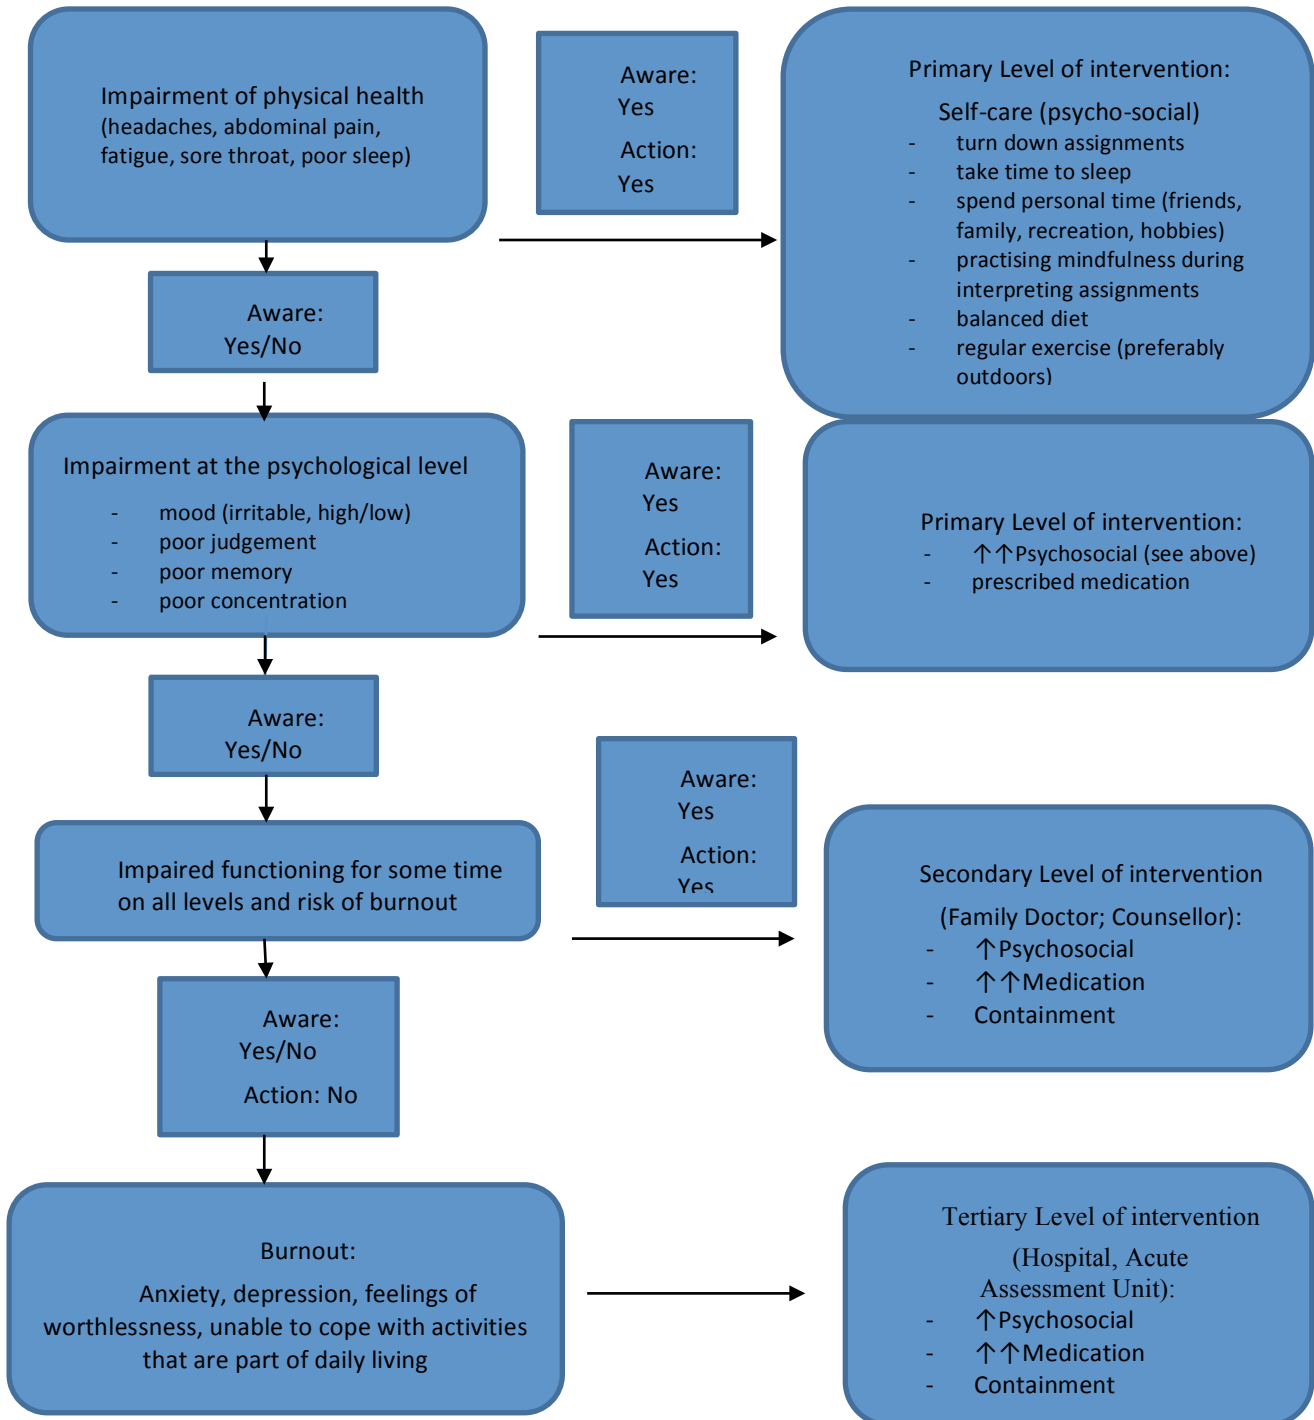 Impairment of physical health
(headaches, abdominal pain,
fatigue, sore throat, poor sleep)
Aware:
Yes
Action:
Yes
Primary Level of intervention:
Self-care (psycho-social)
- turn down assignments
- take time to sleep
- spend personal time (friends,
family, recreation, hobbies)
- practising mindfulness during
interpreting assignments
- balanced diet
- regular exercise (preferably
outdoors)
Aware:
Yes/No
Impairment at the psychological level
- mood (irritable, high/low)
- poor judgement
- poor memory
- poor concentration
Aware:
Yes
Action:
Yes
Primary Level of intervention:
- ↑↑Psychosocial (see above)
- prescribed medication
Aware:
Yes/No
Impaired functioning for some time
on all levels and risk of burnout
Aware:
Yes
Action:
Yes
Secondary Level of intervention
(Family Doctor; Counsellor):
- ↑Psychosocial
- ↑↑Medication
- Containment
Aware:
Yes/No
Action: No
Burnout:
Anxiety, depression, feelings of
worthlessness, unable to cope with activities
that are part of daily living
Tertiary Level of intervention
(Hospital, Acute
Assessment Unit):
- ↑Psychosocial
- ↑↑Medication
- Containment